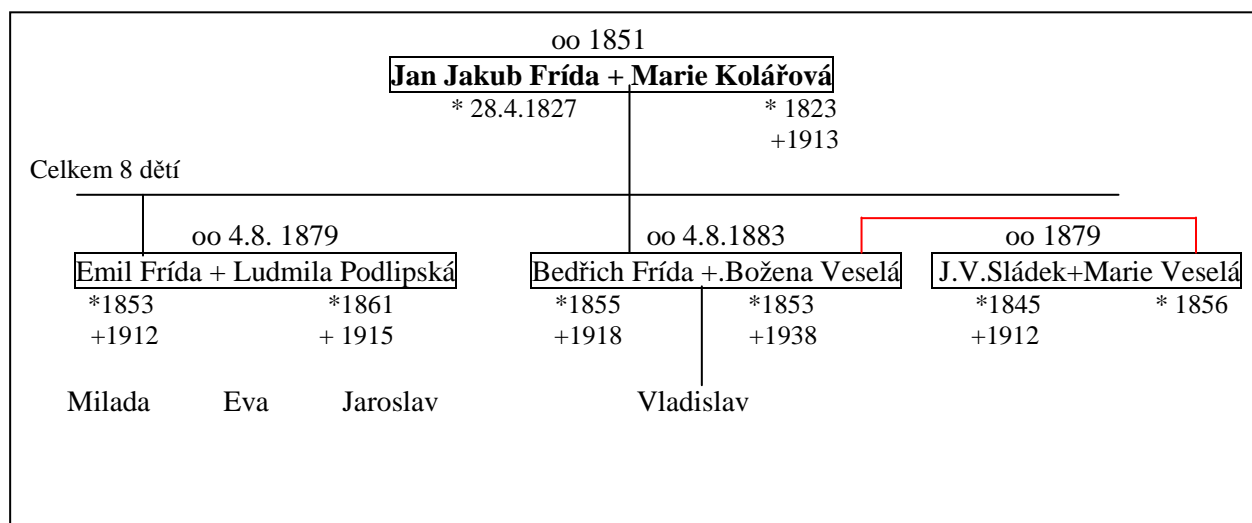 oo 1851
Jan Jakub Frída + Marie Kolářová
* 28.4.1827 * 1823
+1913
Celkem 8 dětí
oo 4.8. 1879 oo 4.8.1883 oo 1879
Emil Frída + Ludmila Podlipská Bedřich Frída +.Božena Veselá J.V.Sládek+Marie Veselá
*1853 *1861 *1855 *1853 *1845 * 1856
+1912 + 1915 +1918 +1938 +1912
Milada Eva Jaroslav Vladislav